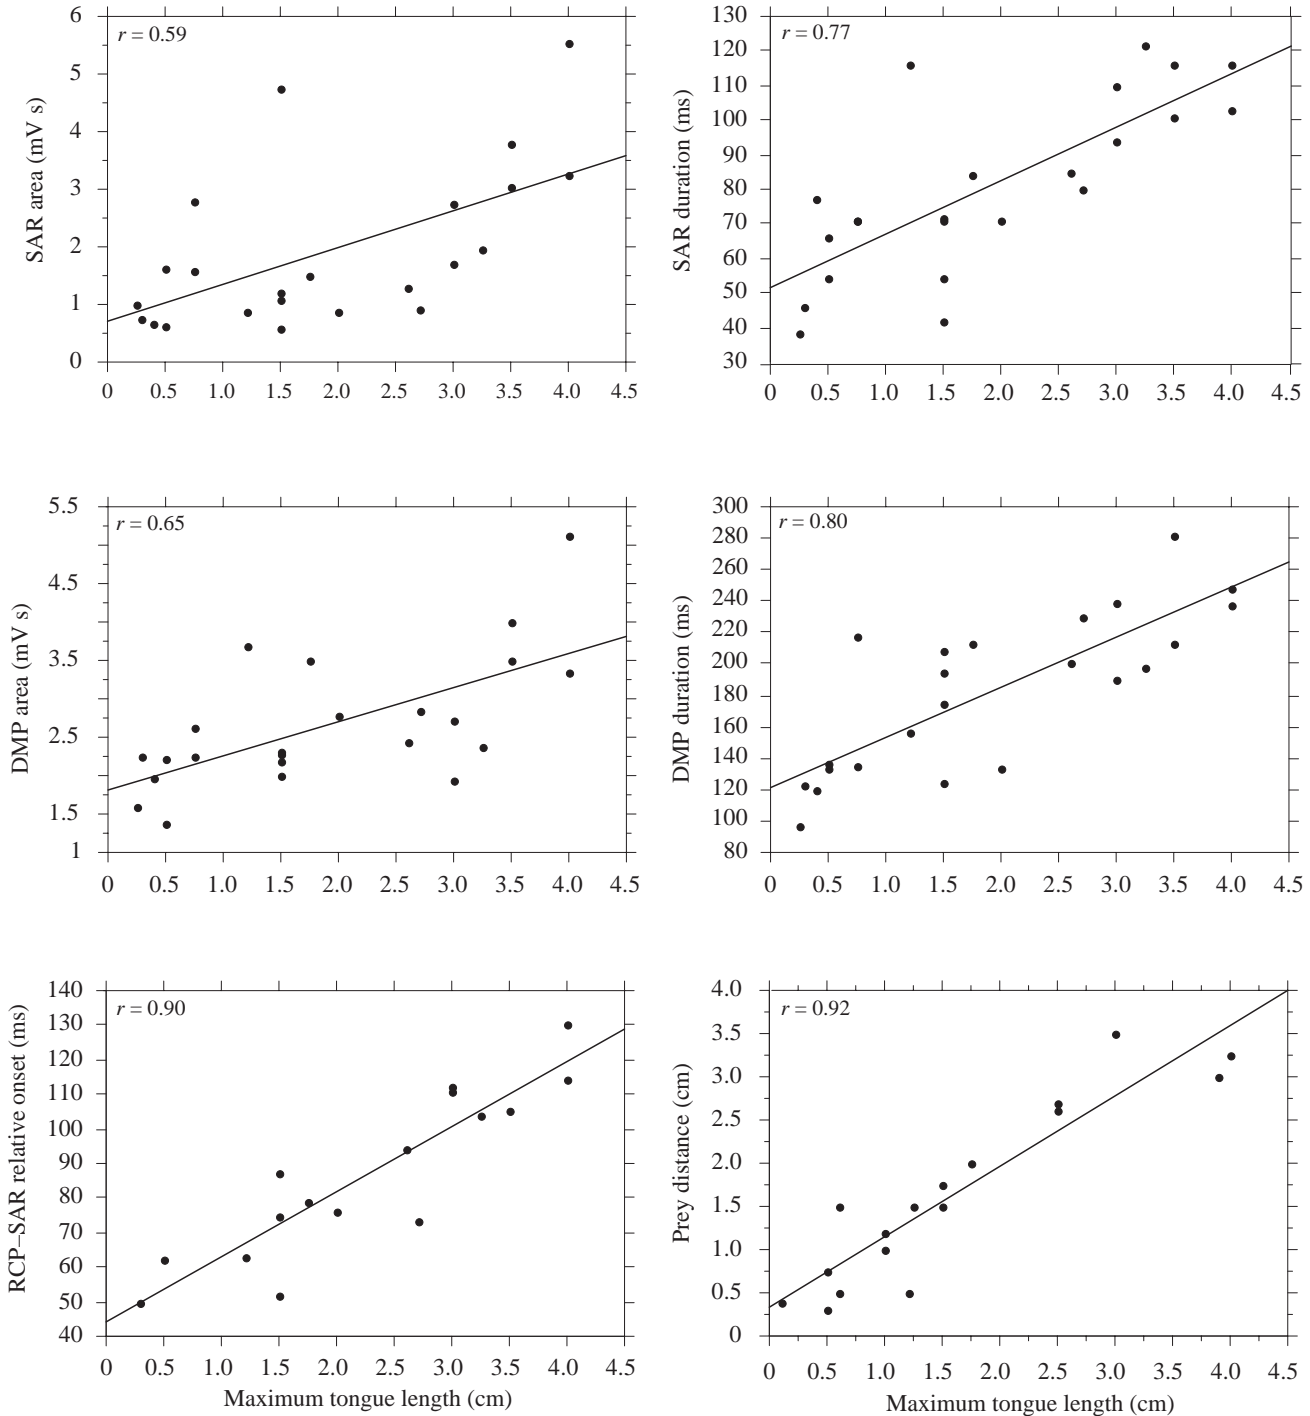 r = 0.59
SAR area (mV s)
6
5
4
3
2
1
0
0 0.5 1.0 1.5 2.0 2.5 3.0 3.5 4.0 4.5
r = 0.77
SAR duration (ms)
130
120
110
100
90
80
70
60
50
40
30
0 0.5 1.0 1.5 2.0 2.5 3.0 3.5 4.0 4.5
r = 0.65
DMP area (mV s)
5.5
4.5
3.5
2.5
1.5
1
0 0.5 1.0 1.5 2.0 2.5 3.0 3.5 4.0 4.5
r = 0.80
DMP duration (ms)
300
280
260
240
220
200
180
160
140
120
100
80
0 0.5 1.0 1.5 2.0 2.5 3.0 3.5 4.0 4.5
r = 0.90
RCP–SAR relative onset (ms)
140
130
120
110
100
90
80
70
60
50
40
0 0.5 1.0 1.5 2.0 2.5 3.0 3.5 4.0 4.5
Maximum tongue length (cm)
r = 0.92
Prey distance (cm)
4.0
3.5
3.0
2.5
2.0
1.5
1.0
0.5
0
0 0.5 1.0 1.5 2.0 2.5 3.0 3.5 4.0 4.5
Maximum tongue length (cm)